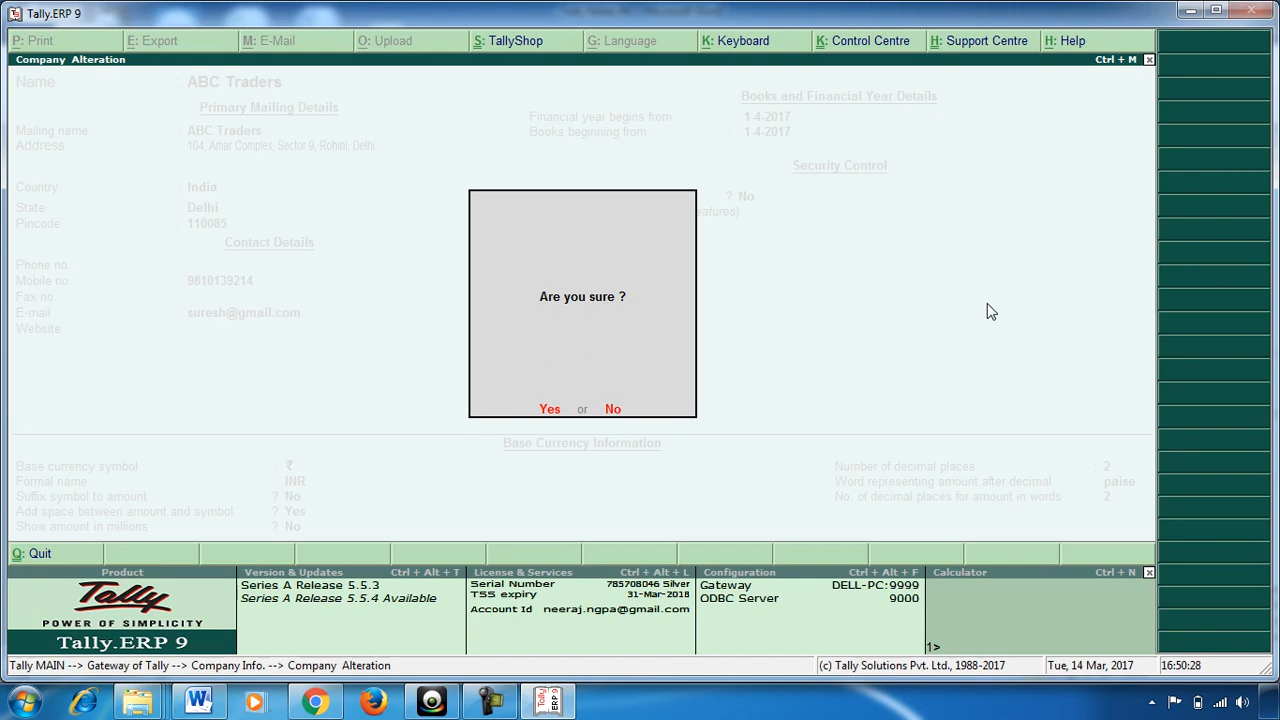 Tally.ERP 9
P: Print E: Export M: E-Mail O: Upload S: TallyShop G: Language K: Keyboard K: Control Centre H: Support Centre H: Help
Company Alteration Ctrl + M
Name : ABC Traders
Primary Mailing Details
Mailing name : ABC Traders
Address : 104, Amar Complex, Sector 9, Rohini, Delhi
Country : India
State : Delhi
Pincode : 110085
Contact Details
Phone no. :
Mobile no. : 9810139214
Fax no. :
E-mail : suresh@gmail.com
Website :
Books and Financial Year Details
Financial year begins from : 1-4-2017
Books beginning from : 1-4-2017
Security Control
? No
eatures)
Are you sure ?
Yes or No
Base Currency Information
Base currency symbol : ₹
Formal name : INR
Suffix symbol to amount ? No
Add space between amount and symbol ? Yes
Show amount in millions ? No
Number of decimal places : 2
Word representing amount after decimal : paise
No. of decimal places for amount in words : 2
Q: Quit
Product
Tally
POWER OF SIMPLICITY
Tally.ERP 9
Version & Updates Ctrl + Alt + T
Series A Release 5.5.3
Series A Release 5.5.4 Available
License & Services Ctrl + Alt + L
Serial Number 785708046 Silver
TSS expiry 31-Mar-2018
Account Id neeraj.ngpa@gmail.com
Configuration Ctrl + Alt + F
Gateway DELL-PC:9999
ODBC Server 9000
Calculator Ctrl + N
1>
Tally MAIN --> Gateway of Tally --> Company Info. --> Company Alteration (c) Tally Solutions Pvt. Ltd., 1988-2017 Tue, 14 Mar, 2017 16:50:28